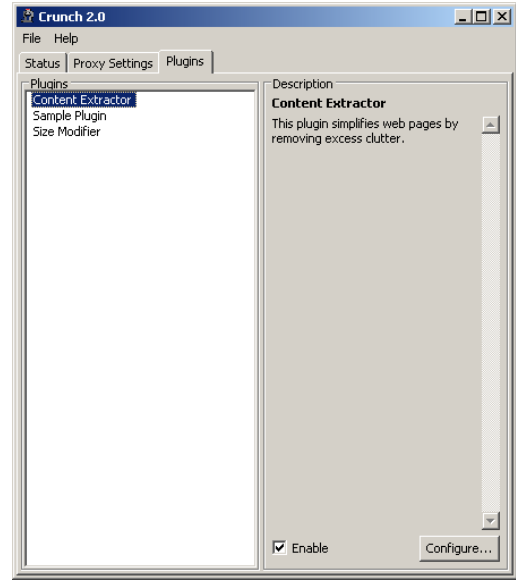 Crunch 2.0
File Help
Status Proxy Settings Plugins
Plugins
Content Extractor
Sample Plugin
Size Modifier
Description
Content Extractor
This plugin simplifies web pages by
removing excess clutter.
Enable
Configure...